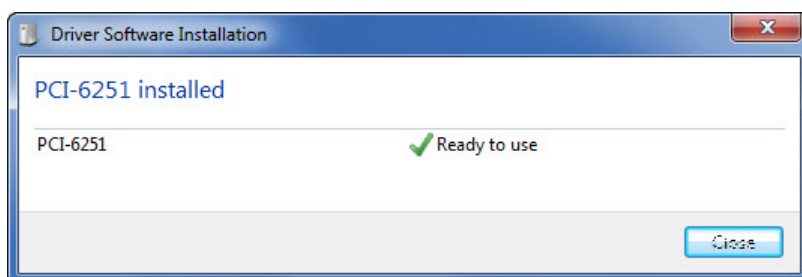 Driver Software Installation
PCI-6251 installed
PCI-6251 Ready to use
Close